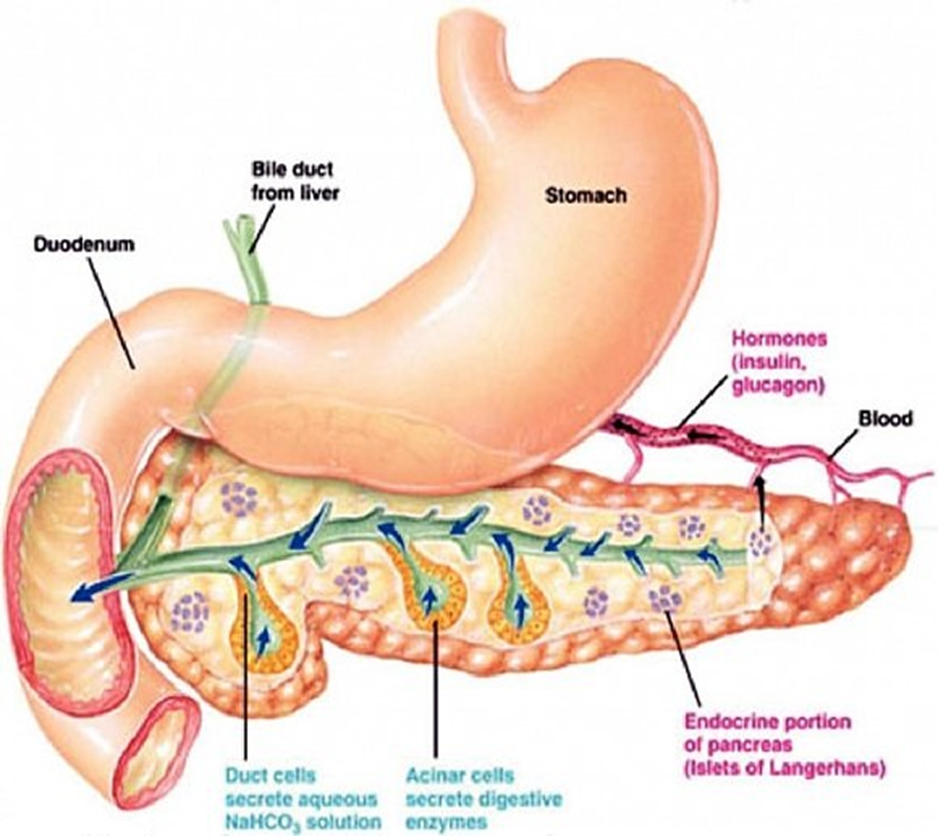 Bile duct
from liver
Stomach
Duodenum
Hormones
(insulin,
glucagon)
Blood
Endocrine portion
of pancreas
(Islets of Langerhans)
Duct cells
secrete aqueous
NaHCO₃ solution
Acinar cells
secrete digestive
enzymes